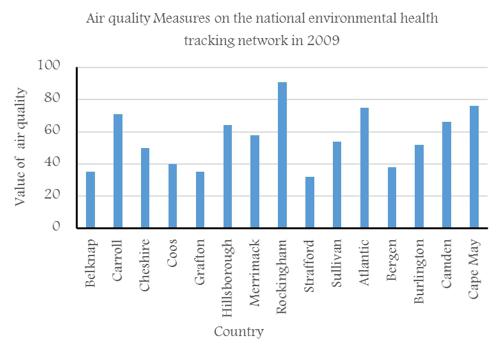 Air quality Measures on the national environmental health
tracking network in 2009
Value of air quality
100
80
60
40
20
0
Belknap
Carroll
Cheshire
Coos
Grafton
Hillsborough
Merrimack
Rockingham
Strafford
Sullivan
Atlantic
Bergen
Burlington
Camden
Cape May
Country